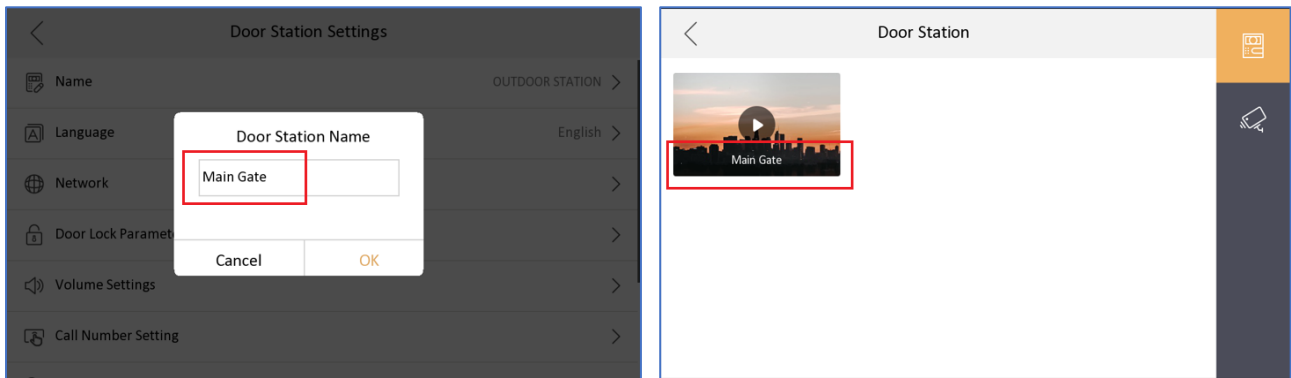 Door Station Settings
Name
OUTDOOR STATION
Language
English
Network
Door Lock Paramet
Volume Settings
Call Number Setting
Door Station Name
Main Gate
Cancel
OK
Door Station
Main Gate